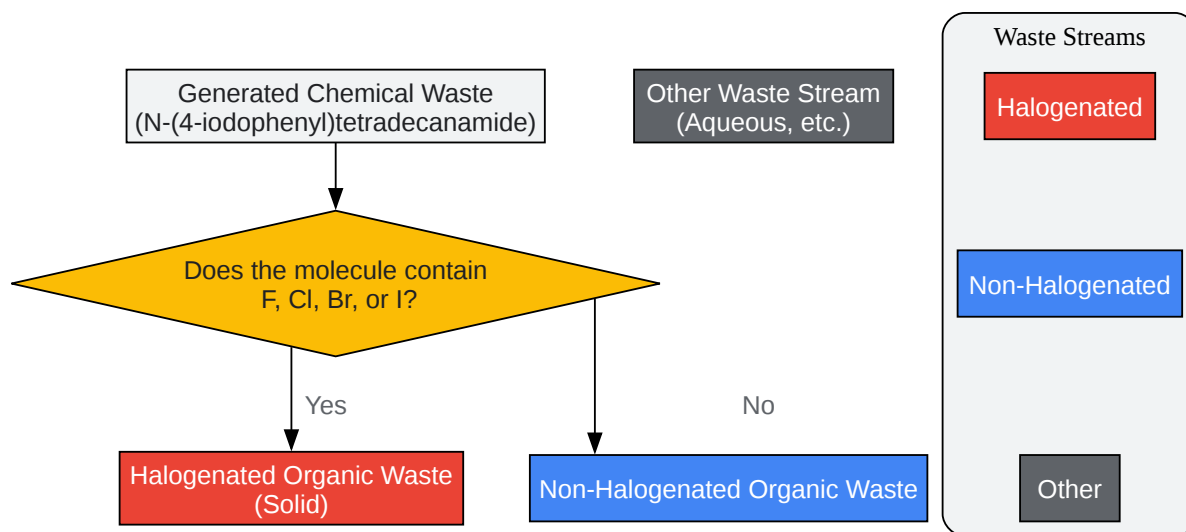 Generated Chemical Waste
(N-(4-iodophenyl)tetradecanamide)
Other Waste Stream
(Aqueous, etc.)
Does the molecule contain
F, Cl, Br, or I?
Yes
No
Halogenated Organic Waste
(Solid)
Non-Halogenated Organic Waste
Waste Streams
Halogenated
Non-Halogenated
Other